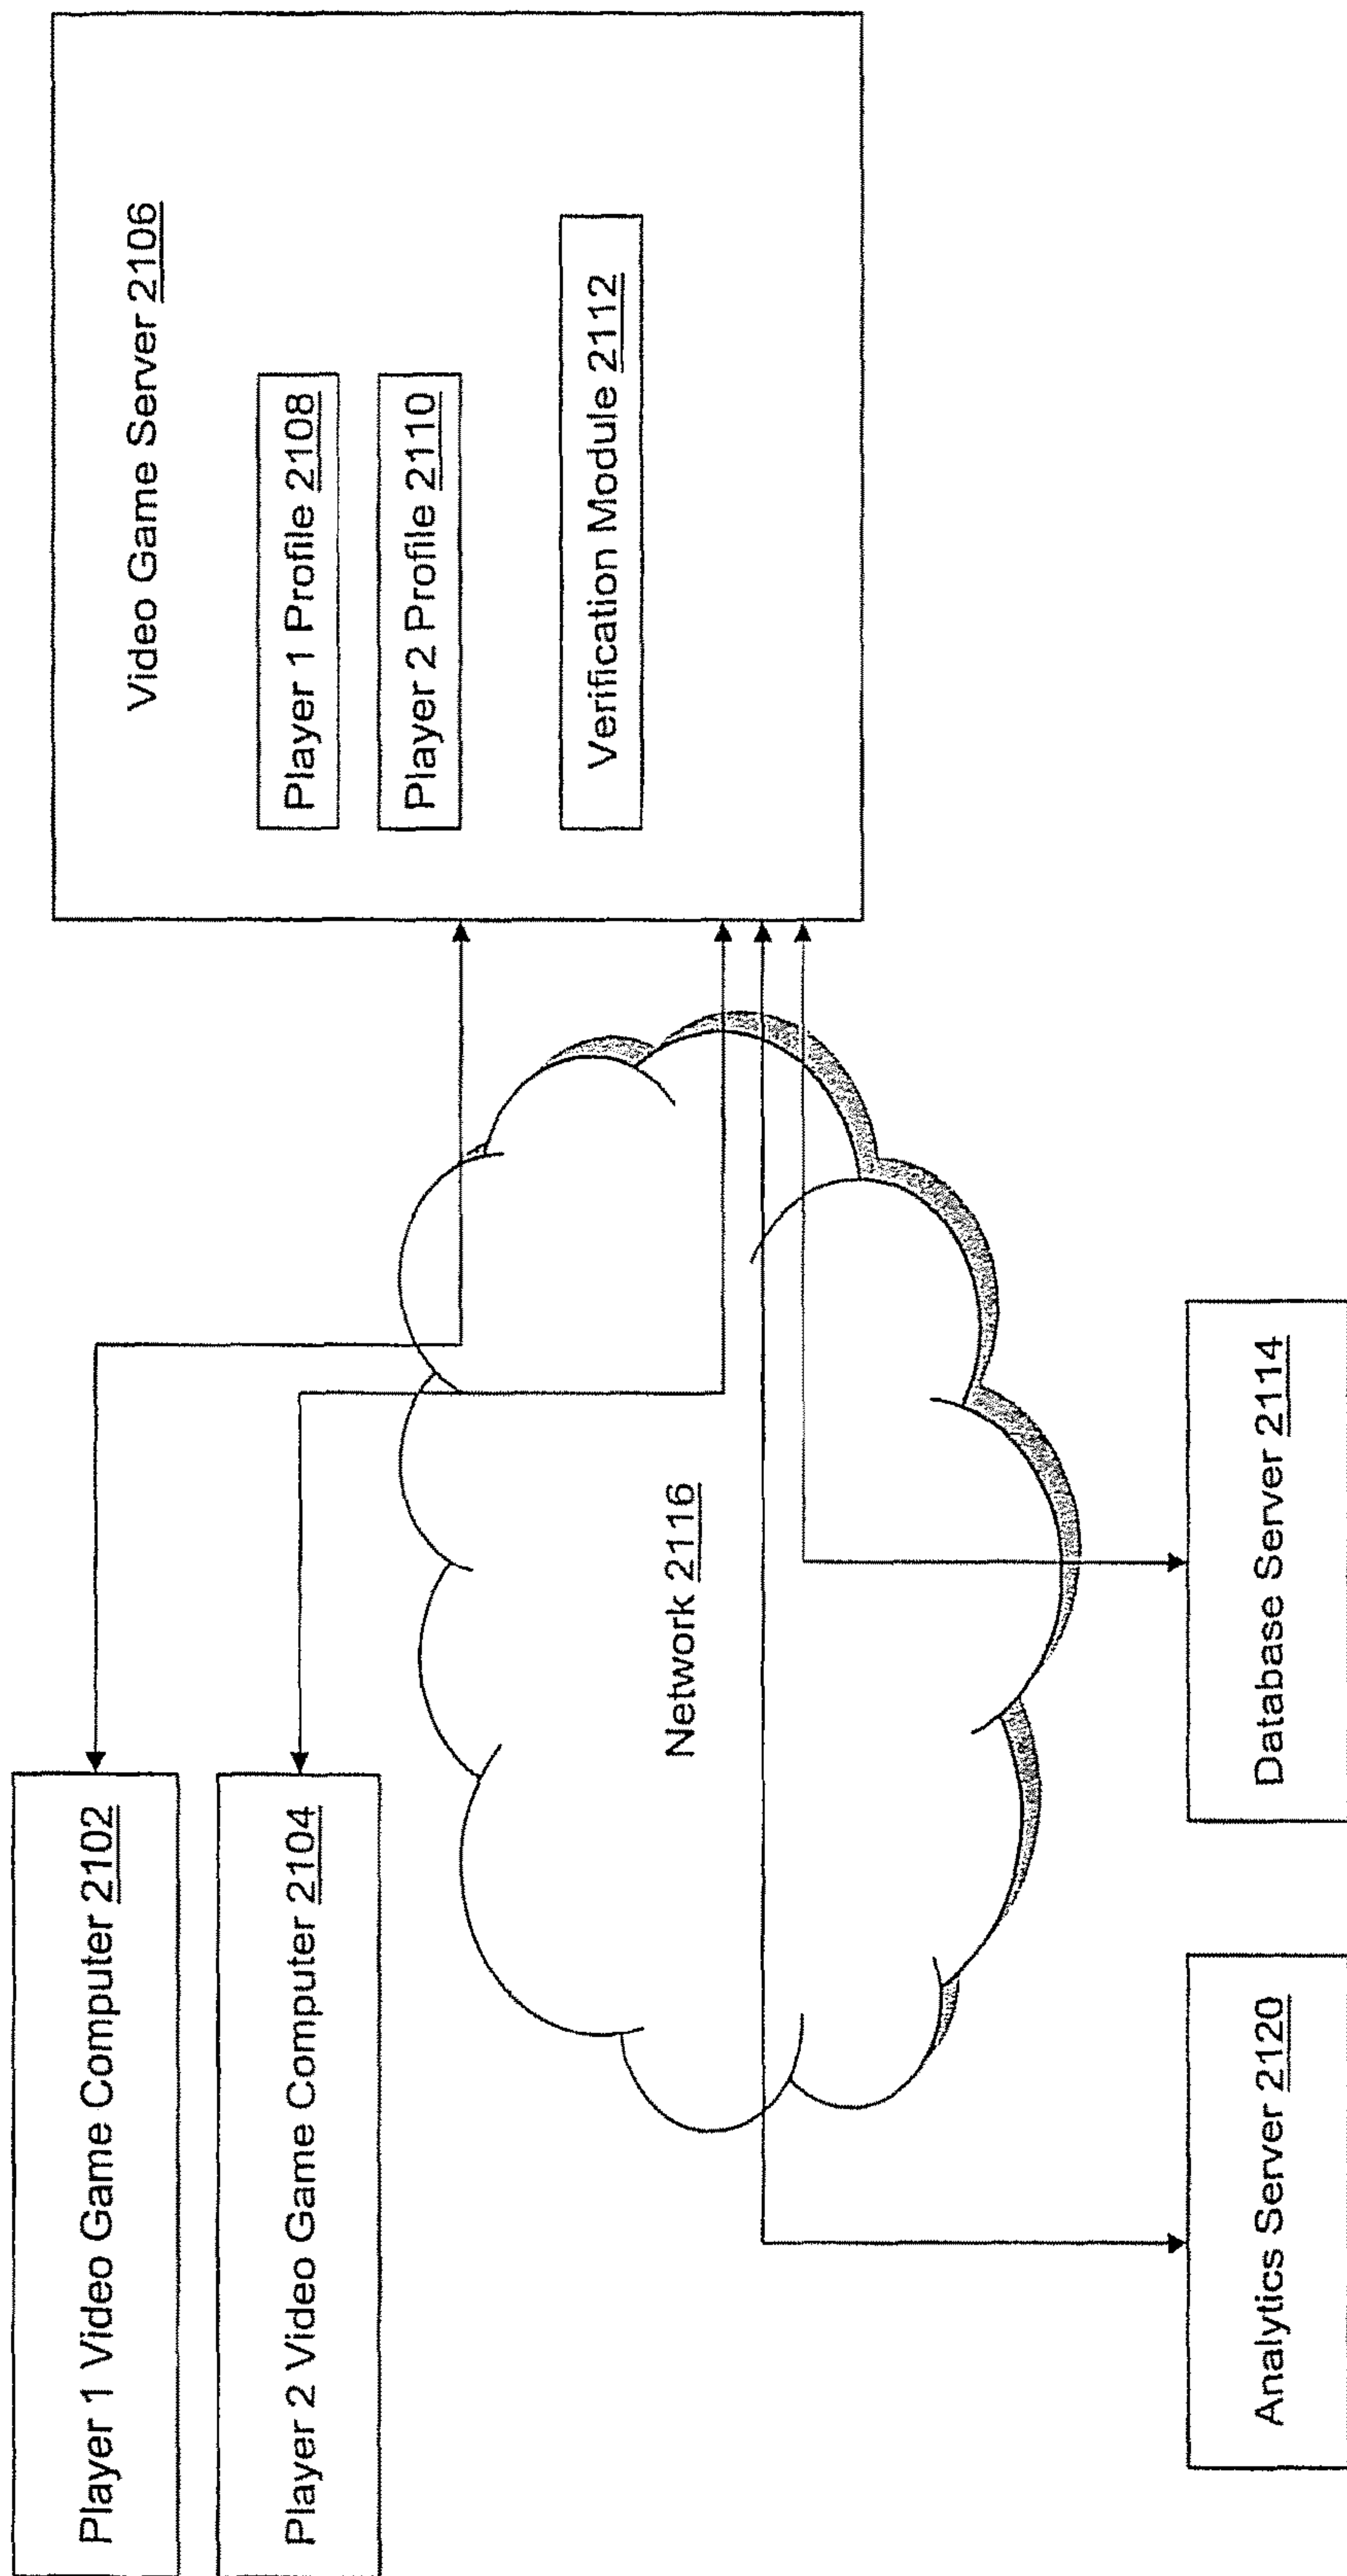 Player 1 Video Game Computer 2102
Player 2 Video Game Computer 2104
Video Game Server 2106
Player 1 Profile 2108
Player 2 Profile 2110
Verification Module 2112
Network 2116
Analytics Server 2120
Database Server 2114